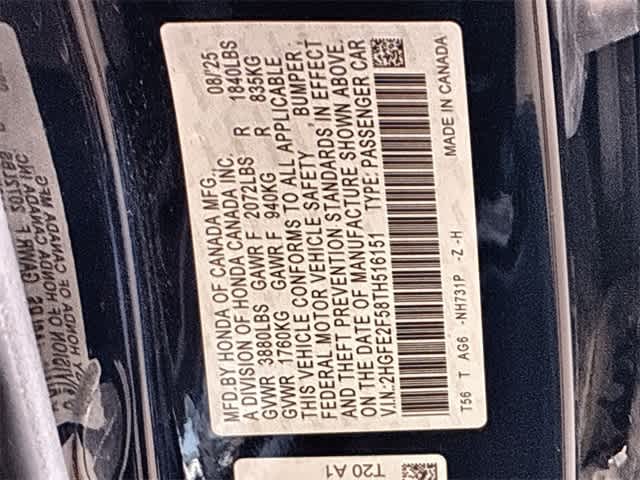 MFD.BY HONDA OF CANADA MFG., 08/'25
A DIVISION OF HONDA CANADA INC.
GVWR 3880LBS GAWR F 2072LBS R 1840LBS
GVWR 1760KG GAWR F 940KG R 835KG
THIS VEHICLE CONFORMS TO ALL APPLICABLE
FEDERAL MOTOR VEHICLE SAFETY , BUMPER,
AND THEFT PREVENTION STANDARDS, IN EFFECT
ON THE DATE OF MANUFACTURE SHOWN ABOVE.
V.I.N.:2HGFE2F58TH516151 TYPE: PASSENGER CAR
T56 T AG6 -NH731P -Z -H MADE IN CANADA
T20 A1